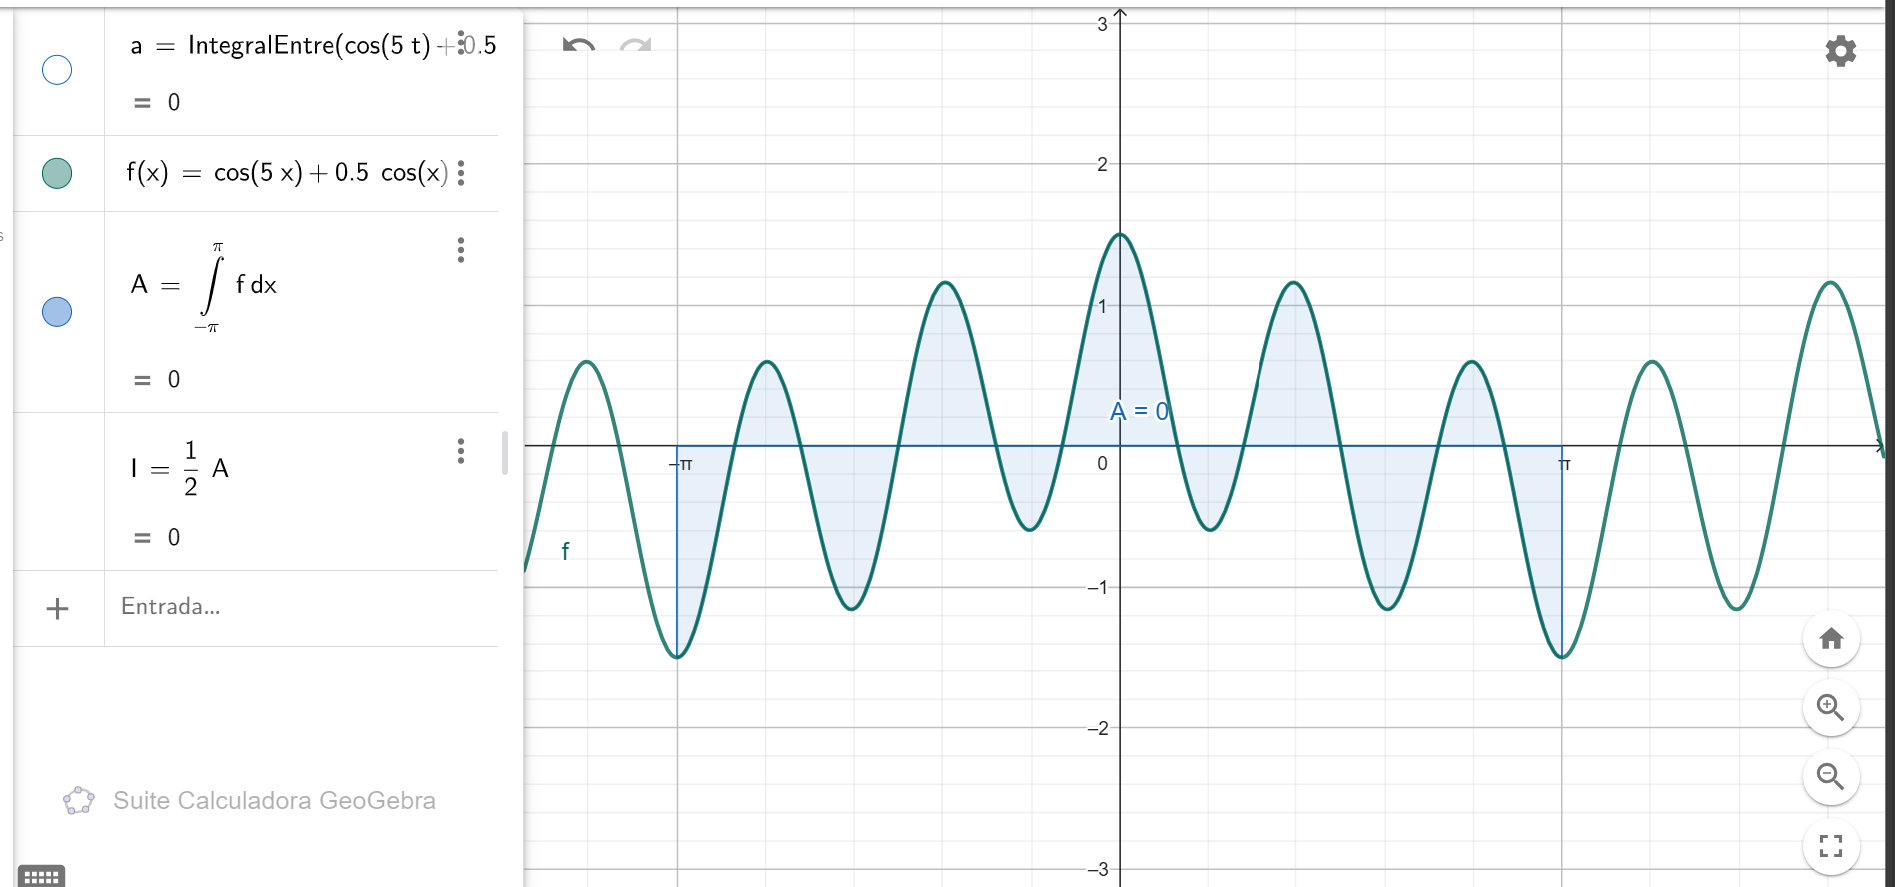 a = IntegralEntre(cos(5 t) + 0.5
= 0
f(x) = cos(5 x) + 0.5 cos(x)
A = ∫ f dx
π
−π
= 0
I = 1/2 A
= 0
+ Entrada...
Suite Calculadora GeoGebra
3
2
1
A = 0
−π
0
π
f
−1
−2
−3
s